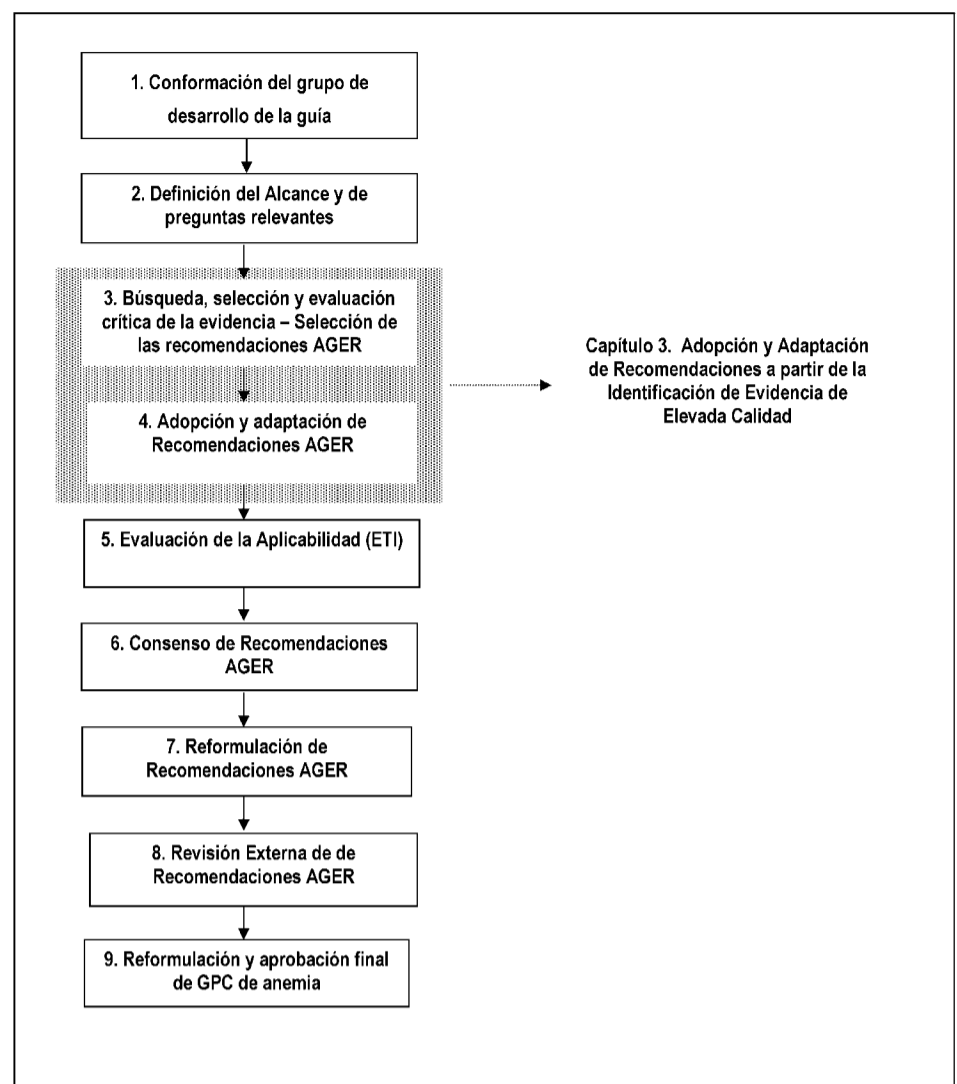 1. Conformación del grupo de
desarrollo de la guía
2. Definición del Alcance y de
preguntas relevantes
3. Búsqueda, selección y evaluación
crítica de la evidencia – Selección de
las recomendaciones AGER
4. Adopción y adaptación de
Recomendaciones AGER
Capítulo 3. Adopción y Adaptación
de Recomendaciones a partir de la
Identificación de Evidencia de
Elevada Calidad
5. Evaluación de la Aplicabilidad (ETI)
6. Consenso de Recomendaciones
AGER
7. Reformulación de
Recomendaciones AGER
8. Revisión Externa de de
Recomendaciones AGER
9. Reformulación y aprobación final
de GPC de anemia